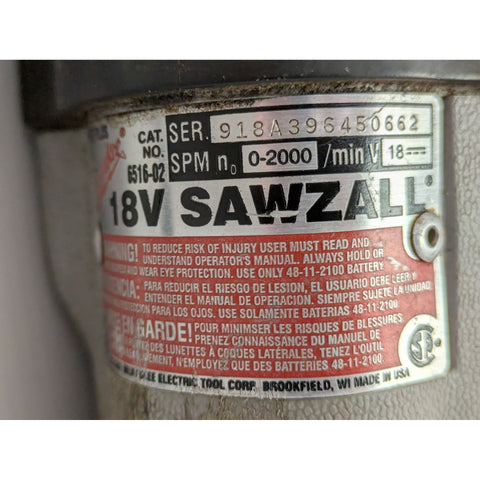 CAT. NO. 6516-02
SER. 918A396450662
SPM n₀ 0-2000 /min V 18⎓
18V SAWZALL®
WARNING! TO REDUCE RISK OF INJURY USER MUST READ AND
UNDERSTAND OPERATOR'S MANUAL. ALWAYS HOLD OR
AND WEAR EYE PROTECTION. USE ONLY 48-11-2100 BATTERY.
PARA REDUCIR EL RIESGO DE LESION, EL USUARIO DEBE LEER Y
ENTENDER EL MANUAL DE OPERACION. SIEMPRE SUJETE LA UNIDAD
PARA LOS OJOS. USE SOLAMENTE BATERIAS 48-11-2100
EN GARDE! POUR MINIMSER LES RISQUES DE BLESSURES
PRENEZ CONNAISSANCE DU MANUEL DE
DES LUNETTES À COQUES LATÉRALES, TENEZ L'OUTIL
N'EMPLOYEZ QUE DES BATTERIES 48-11-2100
ELECTRIC TOOL CORP. BROOKFIELD, WI MADE IN USA